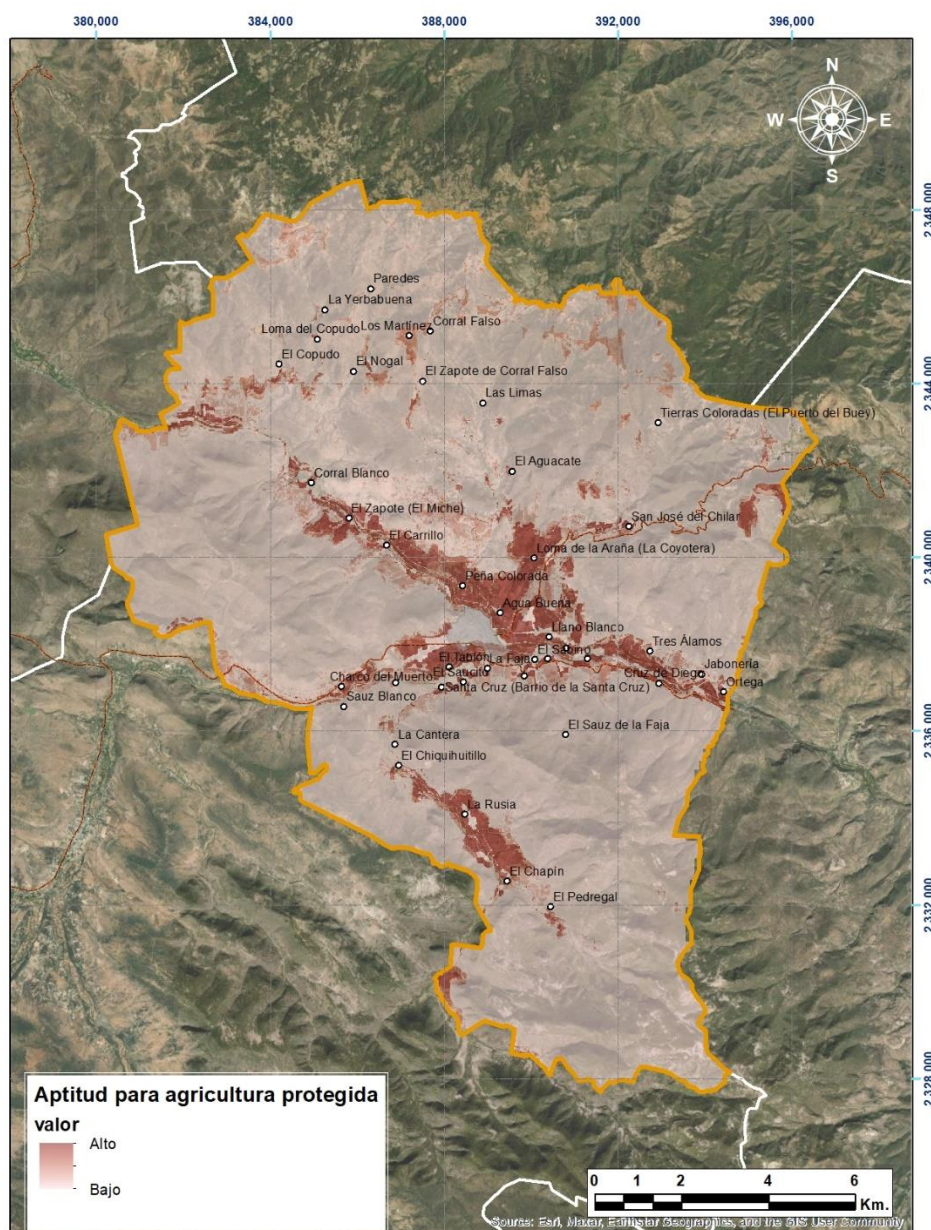 380,000
384,000
388,000
392,000
396,000
N
W
E
S
2 348 000
Paredes
La Yerbabuena
Loma del Copudo
Los Martínez
Corral Falso
El Copudo
El Nogal
El Zapote de Corral Falso
2 344 000
Las Limas
Tierras Coloradas (El Puerto del Buey)
El Aguacate
Corral Blanco
El Zapote (El Miche)
San José del Chilar
El Carrillo
Loma de la Araña (La Coyotera)
2 340 000
Peña Colorada
Agua Buena
Llano Blanco
Tres Álamos
El Tablón
La Faja
El Sabino
El Saucito
Cruz de Diego
Jabonería
Charco del Muerto
Santa Cruz (Barrio de la Santa Cruz)
Ortega
Sauz Blanco
2 336 000
El Sauz de la Faja
La Cantera
El Chiquihuitillo
La Rusia
El Chapín
El Pedregal
2 332 000
2 328 000
Aptitud para agricultura protegida
valor
Alto
Bajo
0 1 2 4 6
Km.
Source: Esri, Maxar, Earthstar Geographics, and the GIS User Community